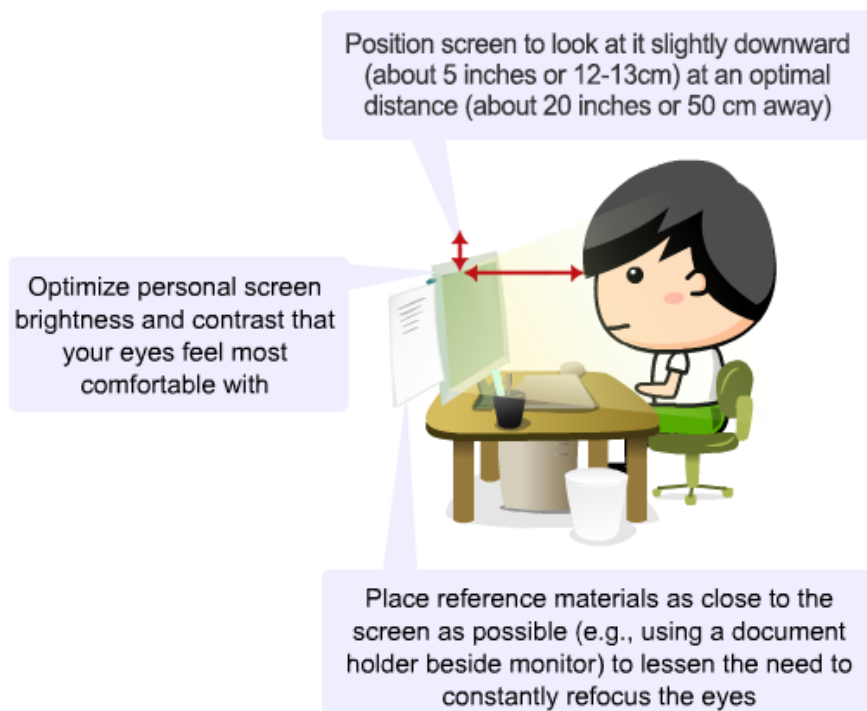 Position screen to look at it slightly downward
(about 5 inches or 12-13cm) at an optimal
distance (about 20 inches or 50 cm away)
Optimize personal screen
brightness and contrast that
your eyes feel most
comfortable with
Place reference materials as close to the
screen as possible (e.g., using a document
holder beside monitor) to lessen the need to
constantly refocus the eyes